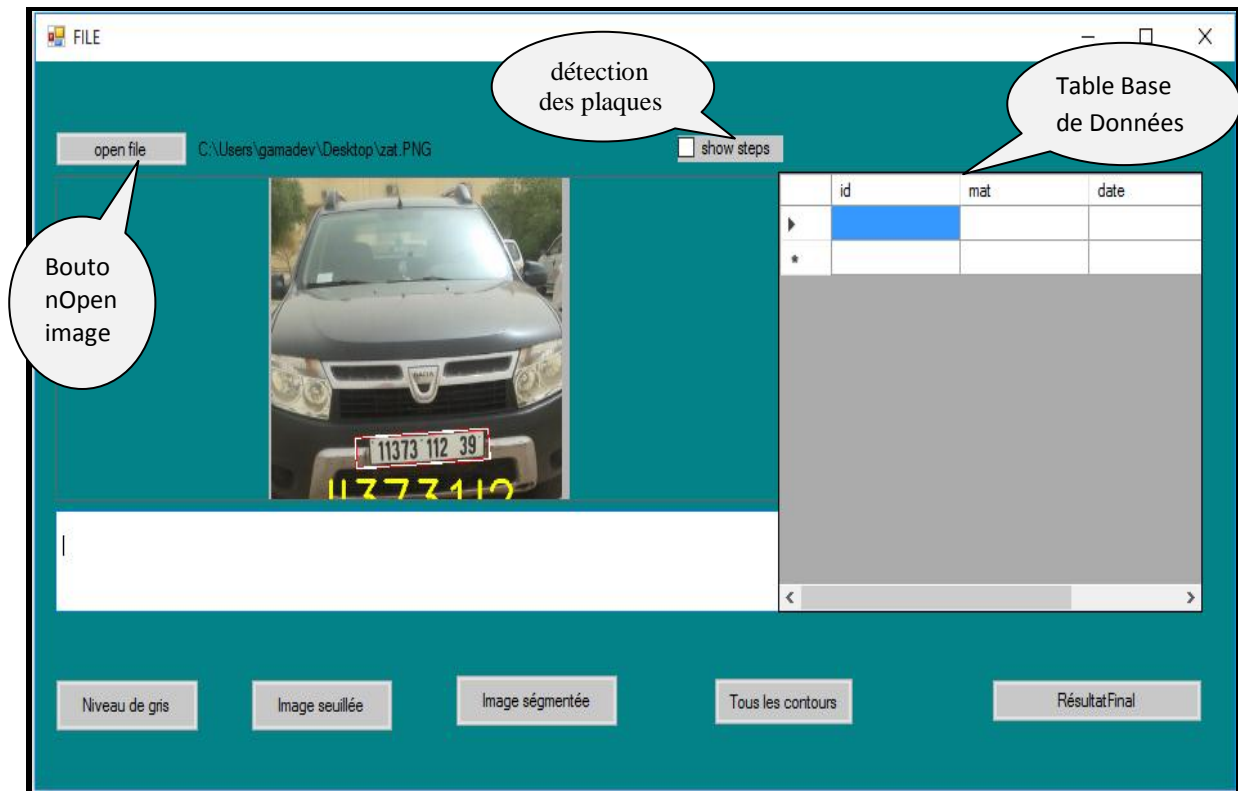 FILE
détection
des plaques
Table Base
de Données
open file
C:\Users\gamadev\Desktop\zat.PNG
show steps
id mat date
Bouto
nOpen
image
DACIA
11373 112 39
Niveau de gris
Image seuillée
Image ségmentée
Tous les contours
RésultatFinal